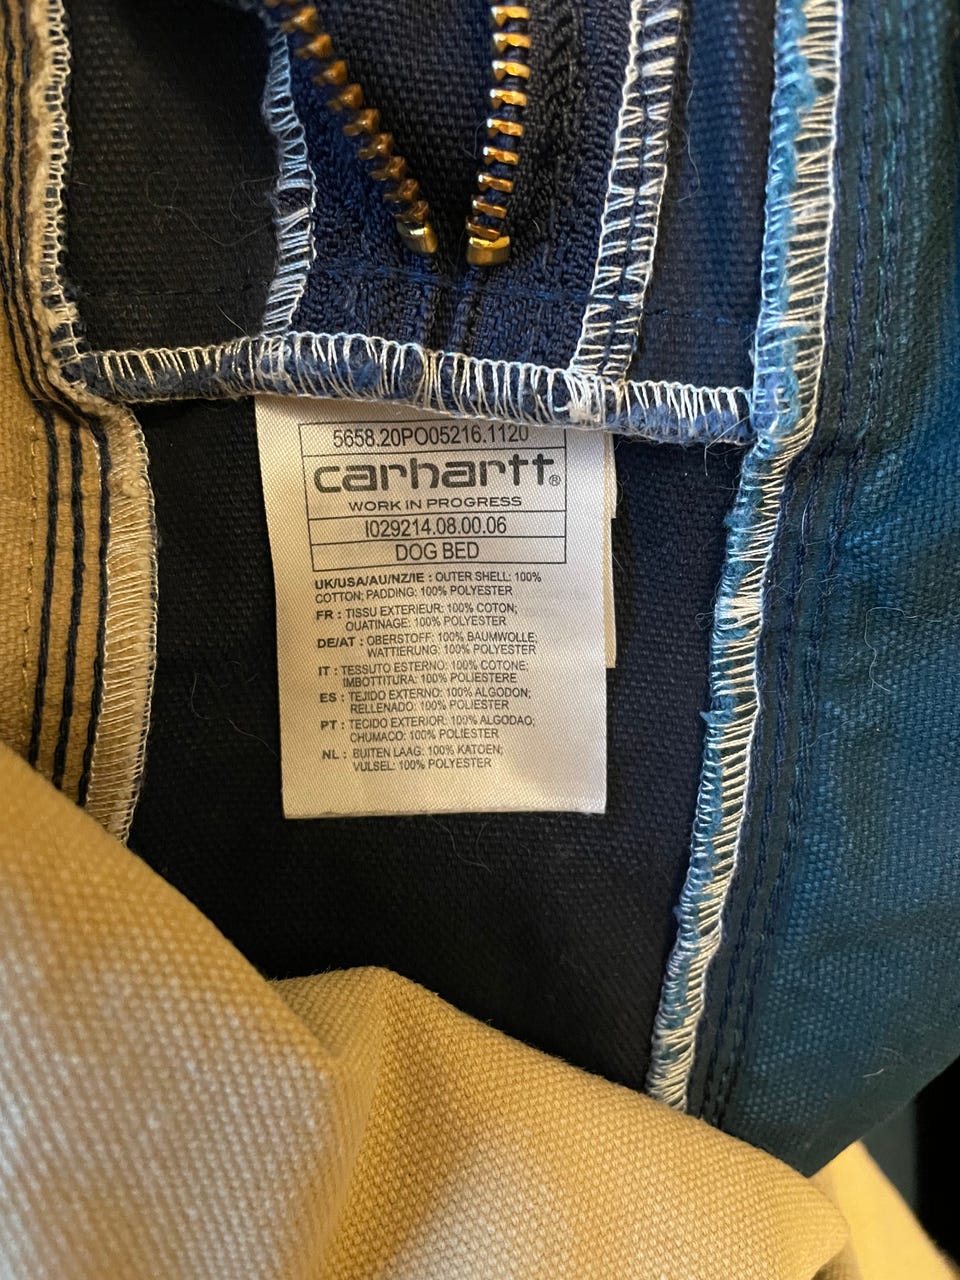 5658.20PO05216.1120
carhartt®
WORK IN PROGRESS
I029214.08.00.06
DOG BED
UK/USA/AU/NZ/IE : OUTER SHELL: 100%
COTTON; PADDING: 100% POLYESTER
FR : TISSU EXTERIEUR: 100% COTON;
OUATINAGE: 100% POLYESTER
DE/AT : OBERSTOFF: 100% BAUMWOLLE;
WATTIERUNG: 100% POLYESTER
IT : TESSUTO ESTERNO: 100% COTONE;
IMBOTTITURA: 100% POLIESTERE
ES : TEJIDO EXTERNO: 100% ALGODON;
RELLENADO: 100% POLIESTER
PT : TECIDO EXTERIOR: 100% ALGODAO;
CHUMACO: 100% POLIESTER
NL : BUITEN LAAG: 100% KATOEN;
VULSEL: 100% POLYESTER